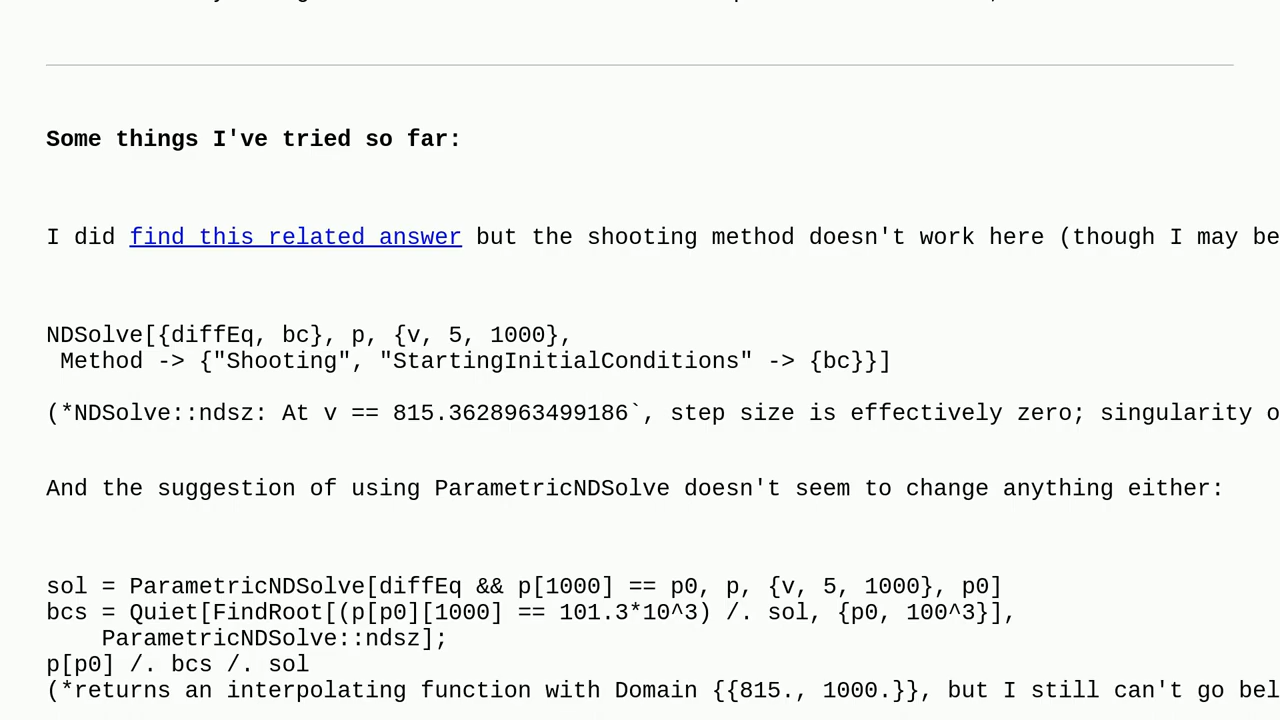 Some things I've tried so far:
I did find this related answer but the shooting method doesn't work here (though I may be
NDSolve[{diffEq, bc}, p, {v, 5, 1000},
 Method -> {"Shooting", "StartingInitialConditions" -> {bc}}]
(*NDSolve::ndsz: At v == 815.3628963499186`, step size is effectively zero; singularity o
And the suggestion of using ParametricNDSolve doesn't seem to change anything either:
sol = ParametricNDSolve[diffEq && p[1000] == p0, p, {v, 5, 1000}, p0]
bcs = Quiet[FindRoot[(p[p0][1000] == 101.3*10^3) /. sol, {p0, 100^3}],
    ParametricNDSolve::ndsz];
p[p0] /. bcs /. sol
(*returns an interpolating function with Domain {{815., 1000.}}, but I still can't go bel